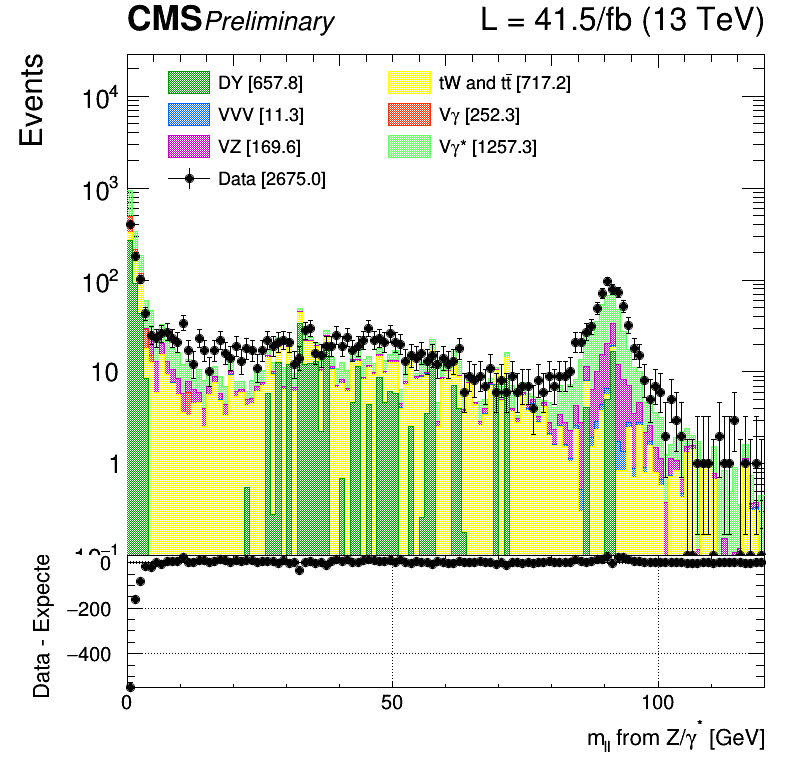 CMS Preliminary L = 41.5/fb (13 TeV)
Events
10⁴
10³
10²
10
1
10⁻¹
DY [657.8] tW and tt̄ [717.2]
VVV [11.3] Vγ [252.3]
VZ [169.6] Vγ* [1257.3]
Data [2675.0]
Data - Expecte
0
−200
−400
0 50 100
m_ll from Z/γ* [GeV]